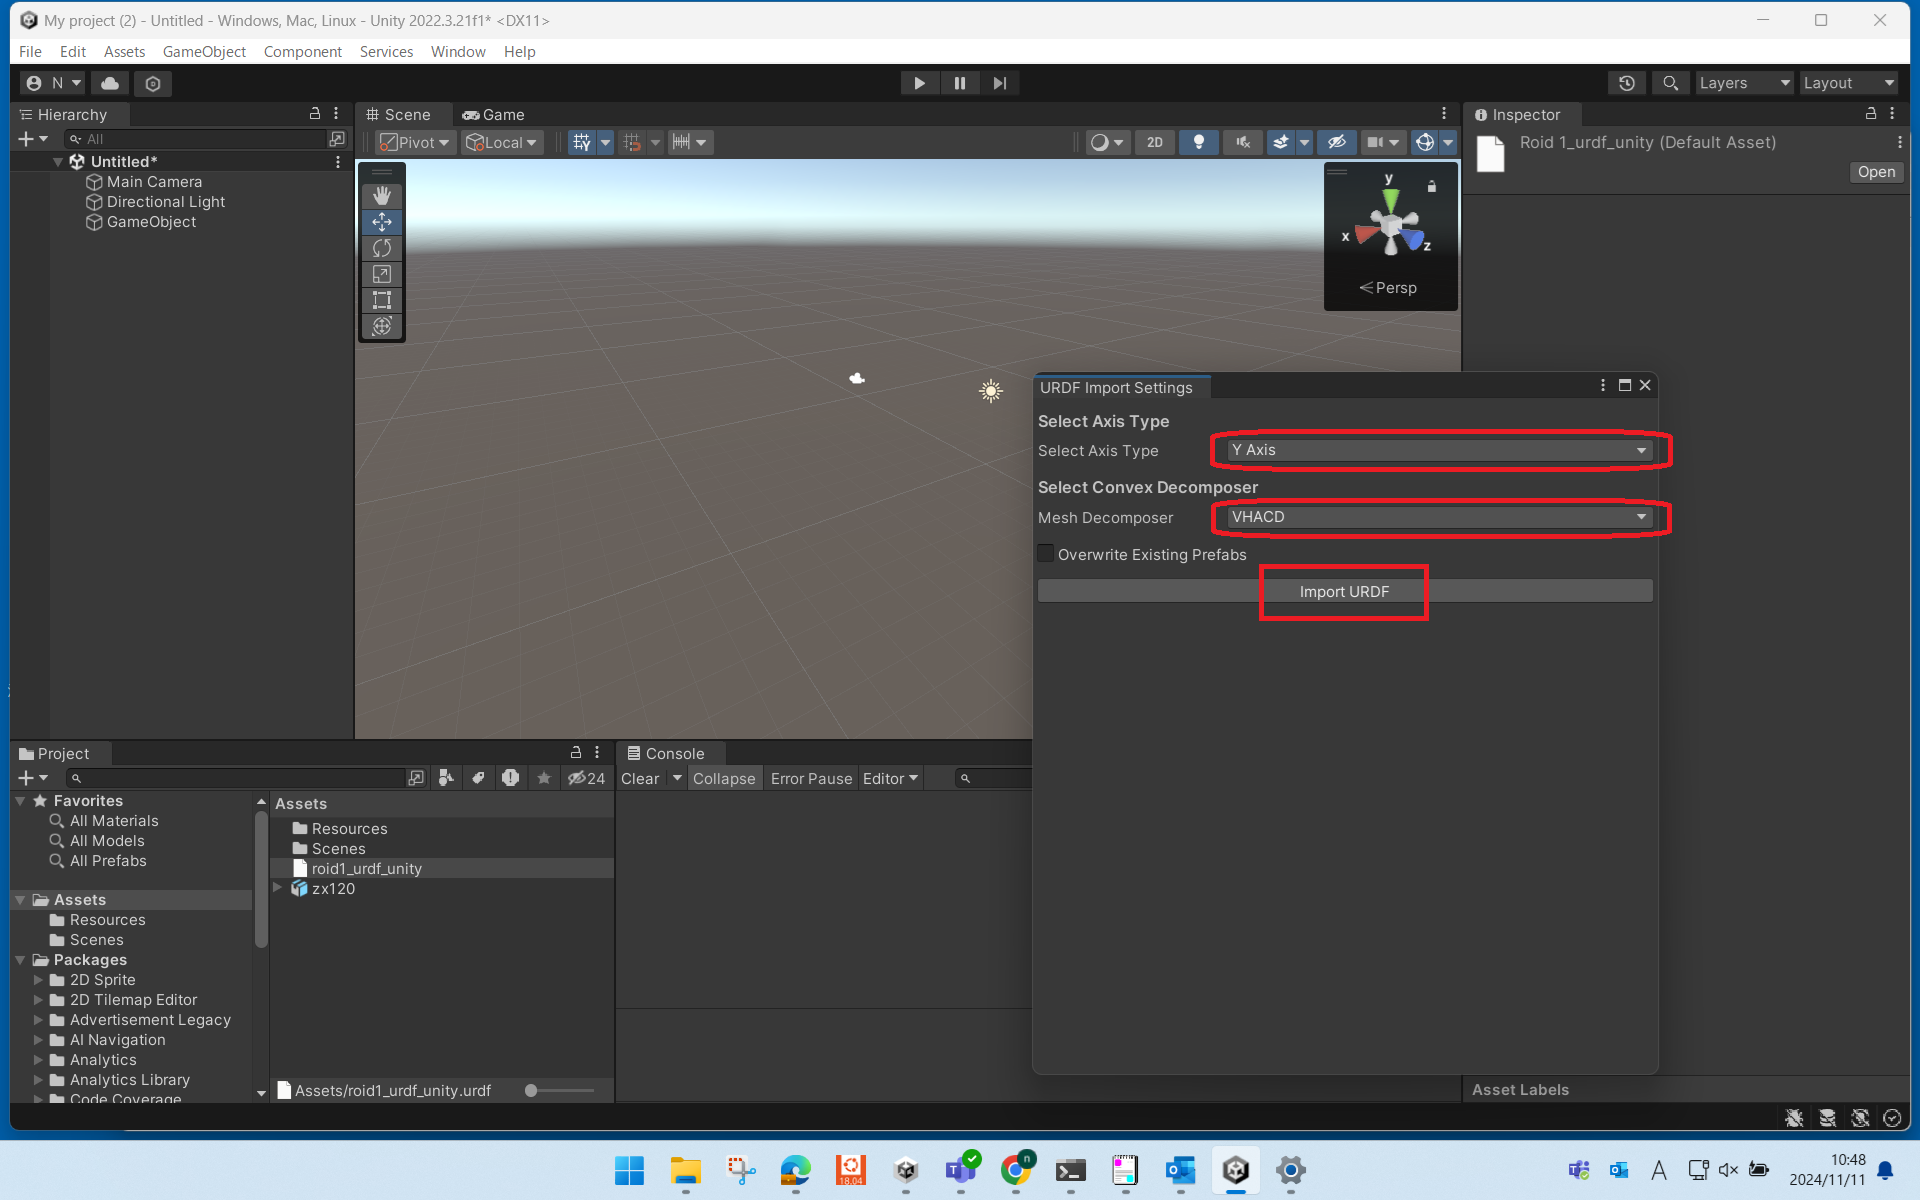 My project (2) - Untitled - Windows, Mac, Linux - Unity 2022.3.21f1* <DX11>
File Edit Assets GameObject Component Services Window Help
N
Layers Layout
Hierarchy
All
Untitled*
Main Camera
Directional Light
GameObject
Scene Game
Pivot Local 2D
y
x
z
Persp
Inspector
Roid 1_urdf_unity (Default Asset)
Open
URDF Import Settings
Select Axis Type
Select Axis Type Y Axis
Select Convex Decomposer
Mesh Decomposer VHACD
Overwrite Existing Prefabs
Import URDF
Project
24
Favorites
All Materials
All Models
All Prefabs
Assets
Resources
Scenes
Packages
2D Sprite
2D Tilemap Editor
Advertisement Legacy
AI Navigation
Analytics
Analytics Library
Code Coverage
Assets
Resources
Scenes
roid1_urdf_unity
zx120
Assets/roid1_urdf_unity.urdf
Console
Clear Collapse Error Pause Editor
Asset Labels
18.04
n
A
10:48
2024/11/11